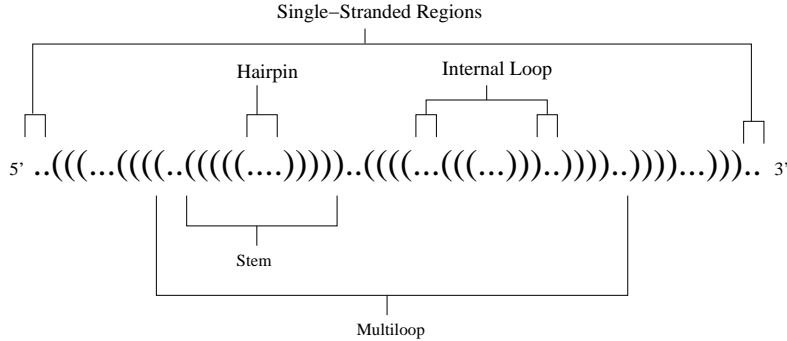 Single−Stranded Regions
Hairpin
Internal Loop
5' ..(((...((((..(((((....)))))..((((...(((...)))..))))..))))...))).. 3'
Stem
Multiloop